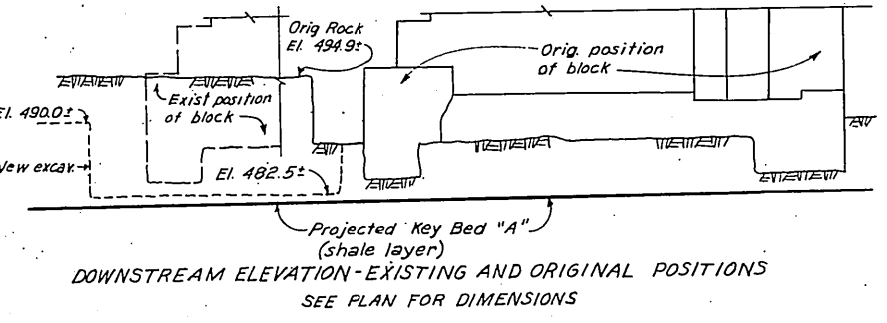 Orig Rock
El. 494.9±
Orig. position
of block
Exist position
of block
El. 490.0±
New excav.
El. 482.5±
Projected Key Bed "A"
(shale layer)
DOWNSTREAM ELEVATION-EXISTING AND ORIGINAL POSITIONS
SEE PLAN FOR DIMENSIONS